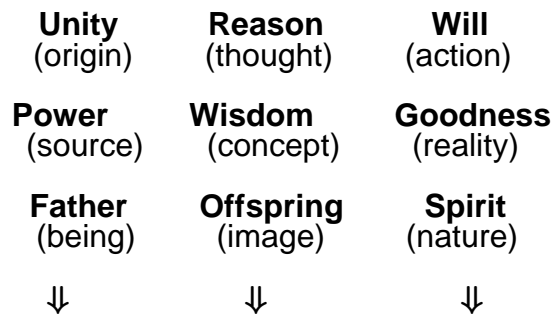 Unity Reason Will
(origin) (thought) (action)
Power Wisdom Goodness
(source) (concept) (reality)
Father Offspring Spirit
(being) (image) (nature)
⇓ ⇓ ⇓